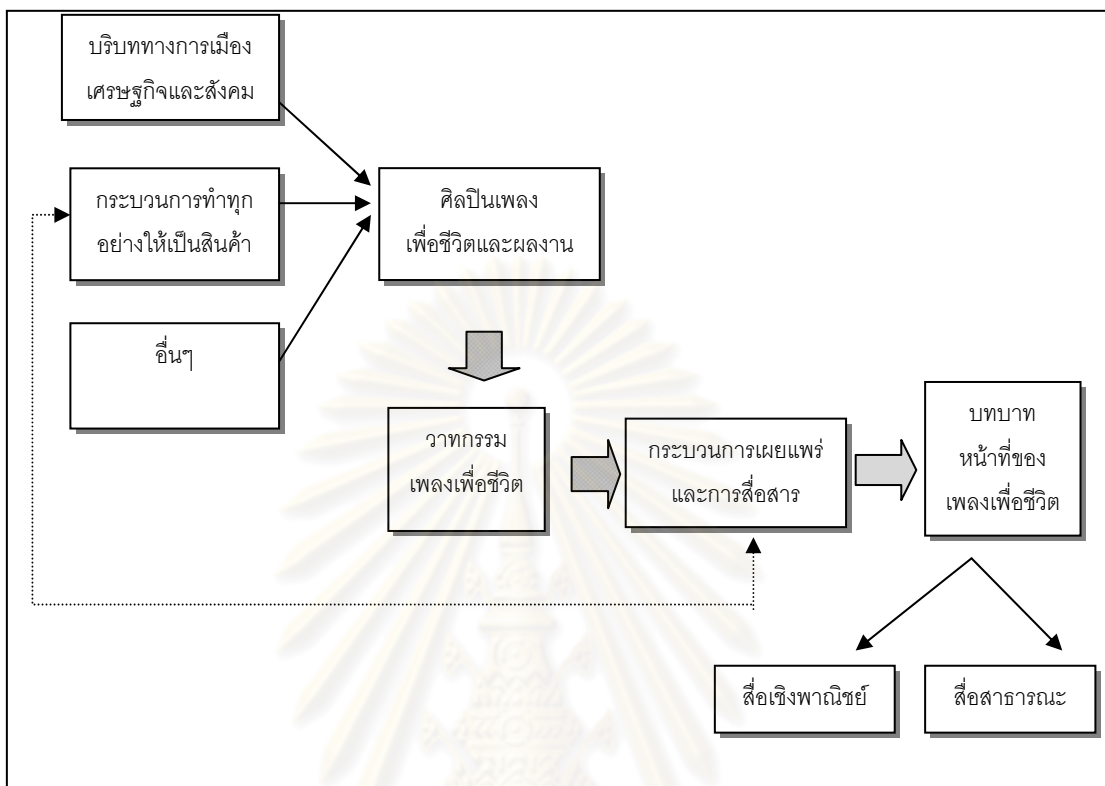 บริบททางการเมือง
เศรษฐกิจและสังคม
กระบวนการทำทุก
อย่างให้เป็นสินค้า
อื่นๆ
ศิลปินเพลง
เพื่อชีวิตและผลงาน
วาทกรรม
เพลงเพื่อชีวิต
กระบวนการเผยแพร่
และการสื่อสาร
บทบาท
หน้าที่ของ
เพลงเพื่อชีวิต
สื่อเชิงพาณิชย์
สื่อสาธารณะ